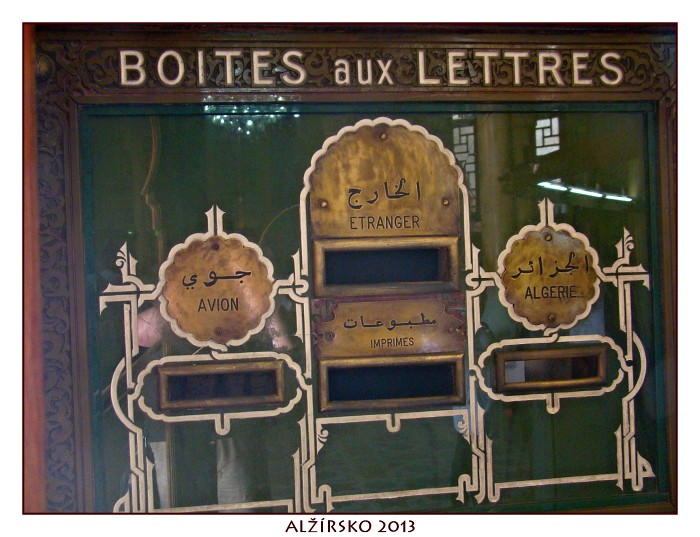 BOITES aux LETTRES
الخارج
ETRANGER
جوي
AVION
الجزائر
ALGERIE
مطبوعات
IMPRIMES
ALŽÍRSKO 2013